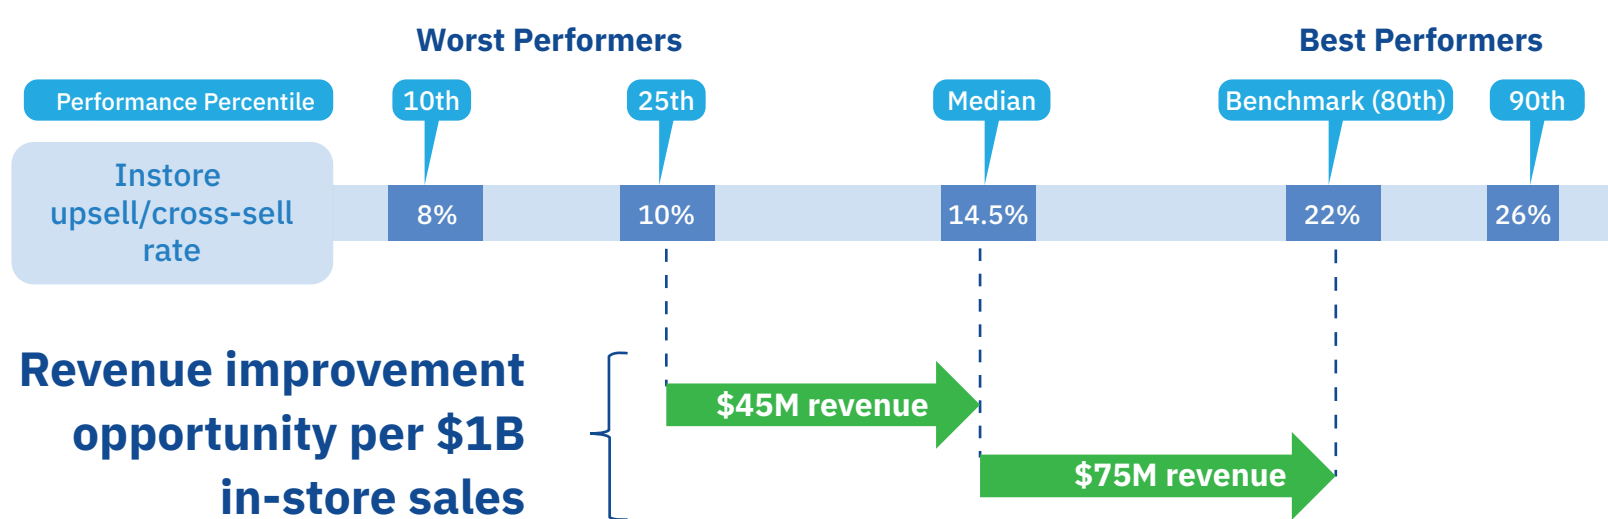 Worst Performers
Best Performers
Performance Percentile
10th
25th
Median
Benchmark (80th)
90th
Instore
upsell/cross-sell
rate
8%
10%
14.5%
22%
26%
Revenue improvement
opportunity per $1B
in-store sales
$45M revenue
$75M revenue